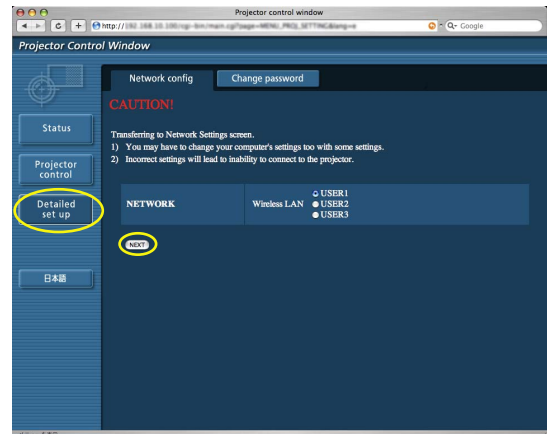 Projector control window
http://
Google
Projector Control Window
Network config
Change password
CAUTION!
Status
Transferring to Network Settings screen.
1) You may have to change your computer's settings too with some settings.
2) Incorrect settings will lead to inability to connect to the projector.
Projector
control
Detailed
set up
NETWORK
Wireless LAN
USER1
USER2
USER3
NEXT
日本語